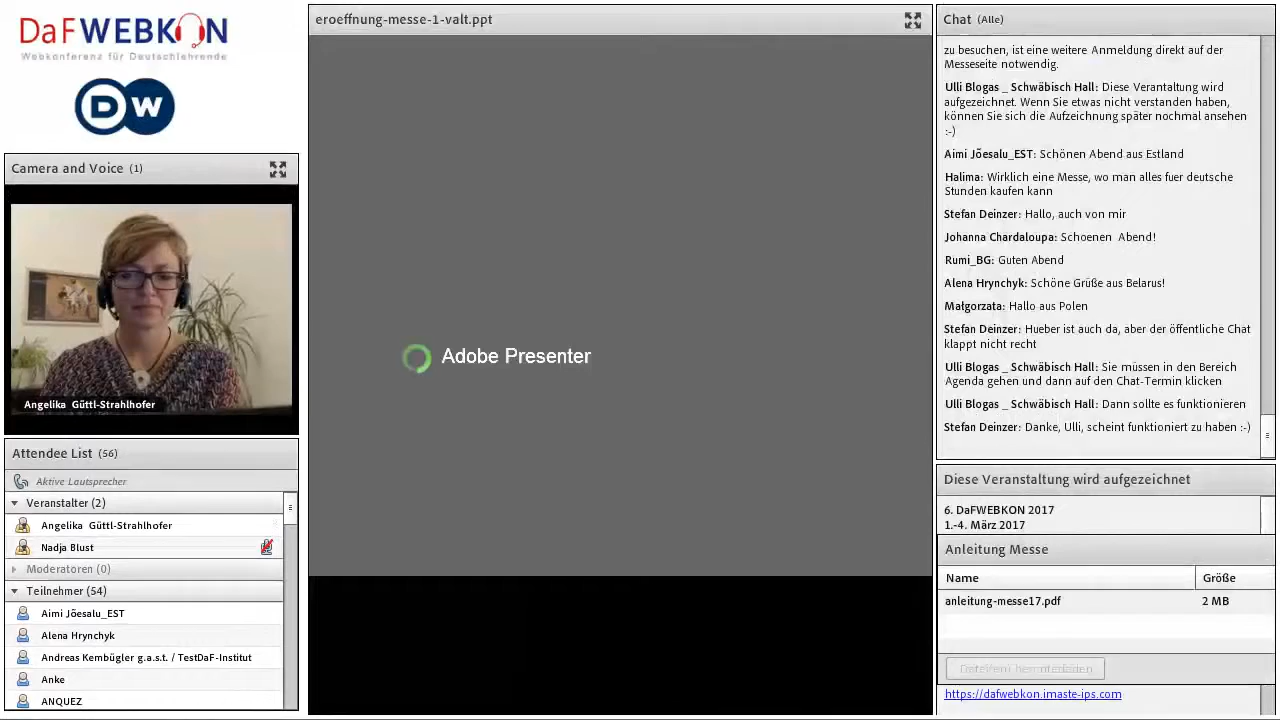 DaFWEBKON
Webkonferenz für Deutschlehrende
DW
Camera and Voice (1)
Angelika Güttl-Strahlhofer
Attendee List (56)
Aktive Lautsprecher
Veranstalter (2)
Angelika Güttl-Strahlhofer
Nadja Blust
Moderatoren (0)
Teilnehmer (54)
Aimi Jõesalu_EST
Alena Hrynchyk
Andreas Kembügler g.a.s.t. / TestDaF-Institut
Anke
ANQUEZ
eroeffnung-messe-1-valt.ppt
Adobe Presenter
Chat (Alle)
zu besuchen, ist eine weitere Anmeldung direkt auf der
Messeseite notwendig.
Ulli Blogas _ Schwäbisch Hall: Diese Verantaltung wird
aufgezeichnet. Wenn Sie etwas nicht verstanden haben,
können Sie sich die Aufzeichnung später nochmal ansehen
:-)
Aimi Jõesalu_EST: Schönen Abend aus Estland
Halima: Wirklich eine Messe, wo man alles fuer deutsche
Stunden kaufen kann
Stefan Deinzer: Hallo, auch von mir
Johanna Chardaloupa: Schoenen Abend!
Rumi_BG: Guten Abend
Alena Hrynchyk: Schöne Grüße aus Belarus!
Małgorzata: Hallo aus Polen
Stefan Deinzer: Hueber ist auch da, aber der öffentliche Chat
klappt nicht recht
Ulli Blogas _ Schwäbisch Hall: Sie müssen in den Bereich
Agenda gehen und dann auf den Chat-Termin klicken
Ulli Blogas _ Schwäbisch Hall: Dann sollte es funktionieren
Stefan Deinzer: Danke, Ulli, scheint funktioniert zu haben :-)
Diese Veranstaltung wird aufgezeichnet
6. DaFWEBKON 2017
1.-4. März 2017
Anleitung Messe
Name Größe
anleitung-messe17.pdf 2 MB
Datei(en) herunterladen
https://dafwebkon.imaste-ips.com